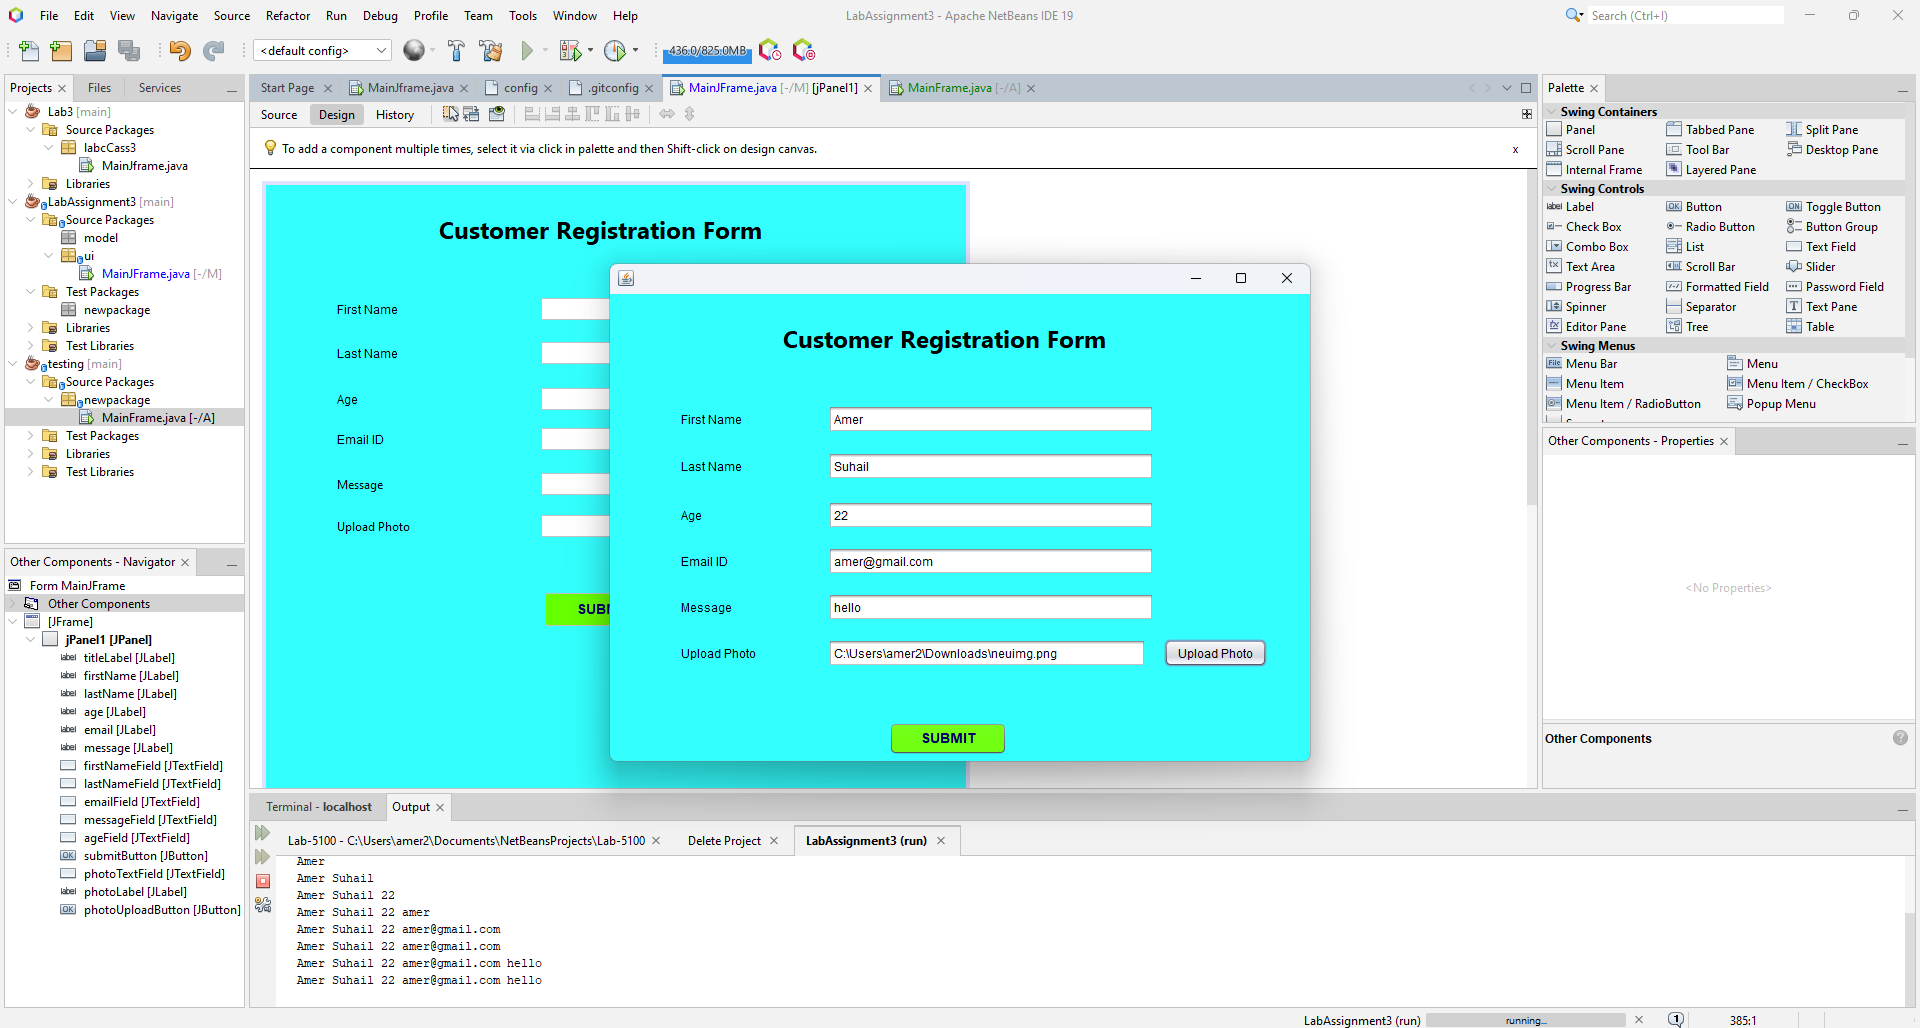 File Edit View Navigate Source Refactor Run Debug Profile Team Tools Window Help
LabAssignment3 - Apache NetBeans IDE 19
Search (Ctrl+I)
<default config>
436.0/825.0MB
Projects
Files
Services
Lab3 [main]
Source Packages
labcCass3
MainJframe.java
Libraries
LabAssignment3 [main]
Source Packages
model
ui
MainJFrame.java [-/M]
Test Packages
newpackage
Libraries
Test Libraries
testing [main]
Source Packages
newpackage
MainFrame.java [-/A]
Test Packages
Libraries
Test Libraries
Other Components - Navigator
Form MainJFrame
Other Components
[JFrame]
jPanel1 [JPanel]
label titleLabel [JLabel]
label firstName [JLabel]
label lastName [JLabel]
label age [JLabel]
label email [JLabel]
label message [JLabel]
firstNameField [JTextField]
lastNameField [JTextField]
emailField [JTextField]
messageField [JTextField]
ageField [JTextField]
OK submitButton [JButton]
photoTextField [JTextField]
label photoLabel [JLabel]
OK photoUploadButton [JButton]
Start Page
MainJframe.java
config
.gitconfig
MainJFrame.java [-/M] [jPanel1]
MainFrame.java [-/A]
Source Design History
To add a component multiple times, select it via click in palette and then Shift-click on design canvas.
x
Customer Registration Form
First Name
Last Name
Age
Email ID
Message
Upload Photo
SUBM
Customer Registration Form
First Name Amer
Last Name Suhail
Age 22
Email ID amer@gmail.com
Message hello
Upload Photo C:\Users\amer2\Downloads\neuimg.png Upload Photo
SUBMIT
Terminal - localhost
Output
Lab-5100 - C:\Users\amer2\Documents\NetBeansProjects\Lab-5100
Delete Project
LabAssignment3 (run)
Amer
Amer Suhail
Amer Suhail 22
Amer Suhail 22 amer
Amer Suhail 22 amer@gmail.com
Amer Suhail 22 amer@gmail.com
Amer Suhail 22 amer@gmail.com hello
Amer Suhail 22 amer@gmail.com hello
Palette
Swing Containers
Panel Tabbed Pane Split Pane
Scroll Pane Tool Bar Desktop Pane
Internal Frame Layered Pane
Swing Controls
label Label OK Button ON Toggle Button
Check Box Radio Button Button Group
Combo Box List Text Field
Text Area Scroll Bar Slider
Progress Bar Formatted Field Password Field
Spinner Separator Text Pane
Editor Pane Tree Table
Swing Menus
File Menu Bar Menu
Menu Item Menu Item / CheckBox
Menu Item / RadioButton Popup Menu
Other Components - Properties
<No Properties>
Other Components
LabAssignment3 (run)
running...
1
385:1